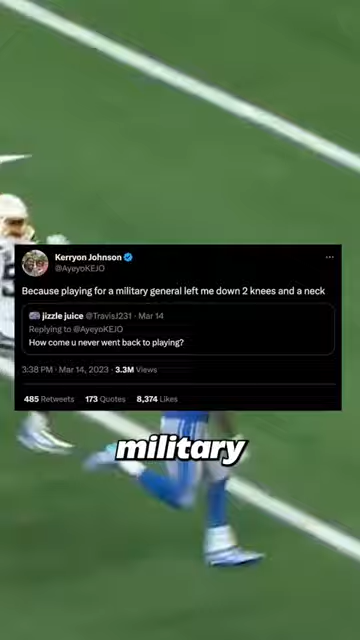 Kerryon Johnson
@AyeyoKEJO
Because playing for a military general left me down 2 knees and a neck
jizzle juice @TravisJ231 · Mar 14
Replying to @AyeyoKEJO
How come u never went back to playing?
3:38 PM · Mar 14, 2023 · 3.3M Views
485 Retweets 173 Quotes 8,374 Likes
military